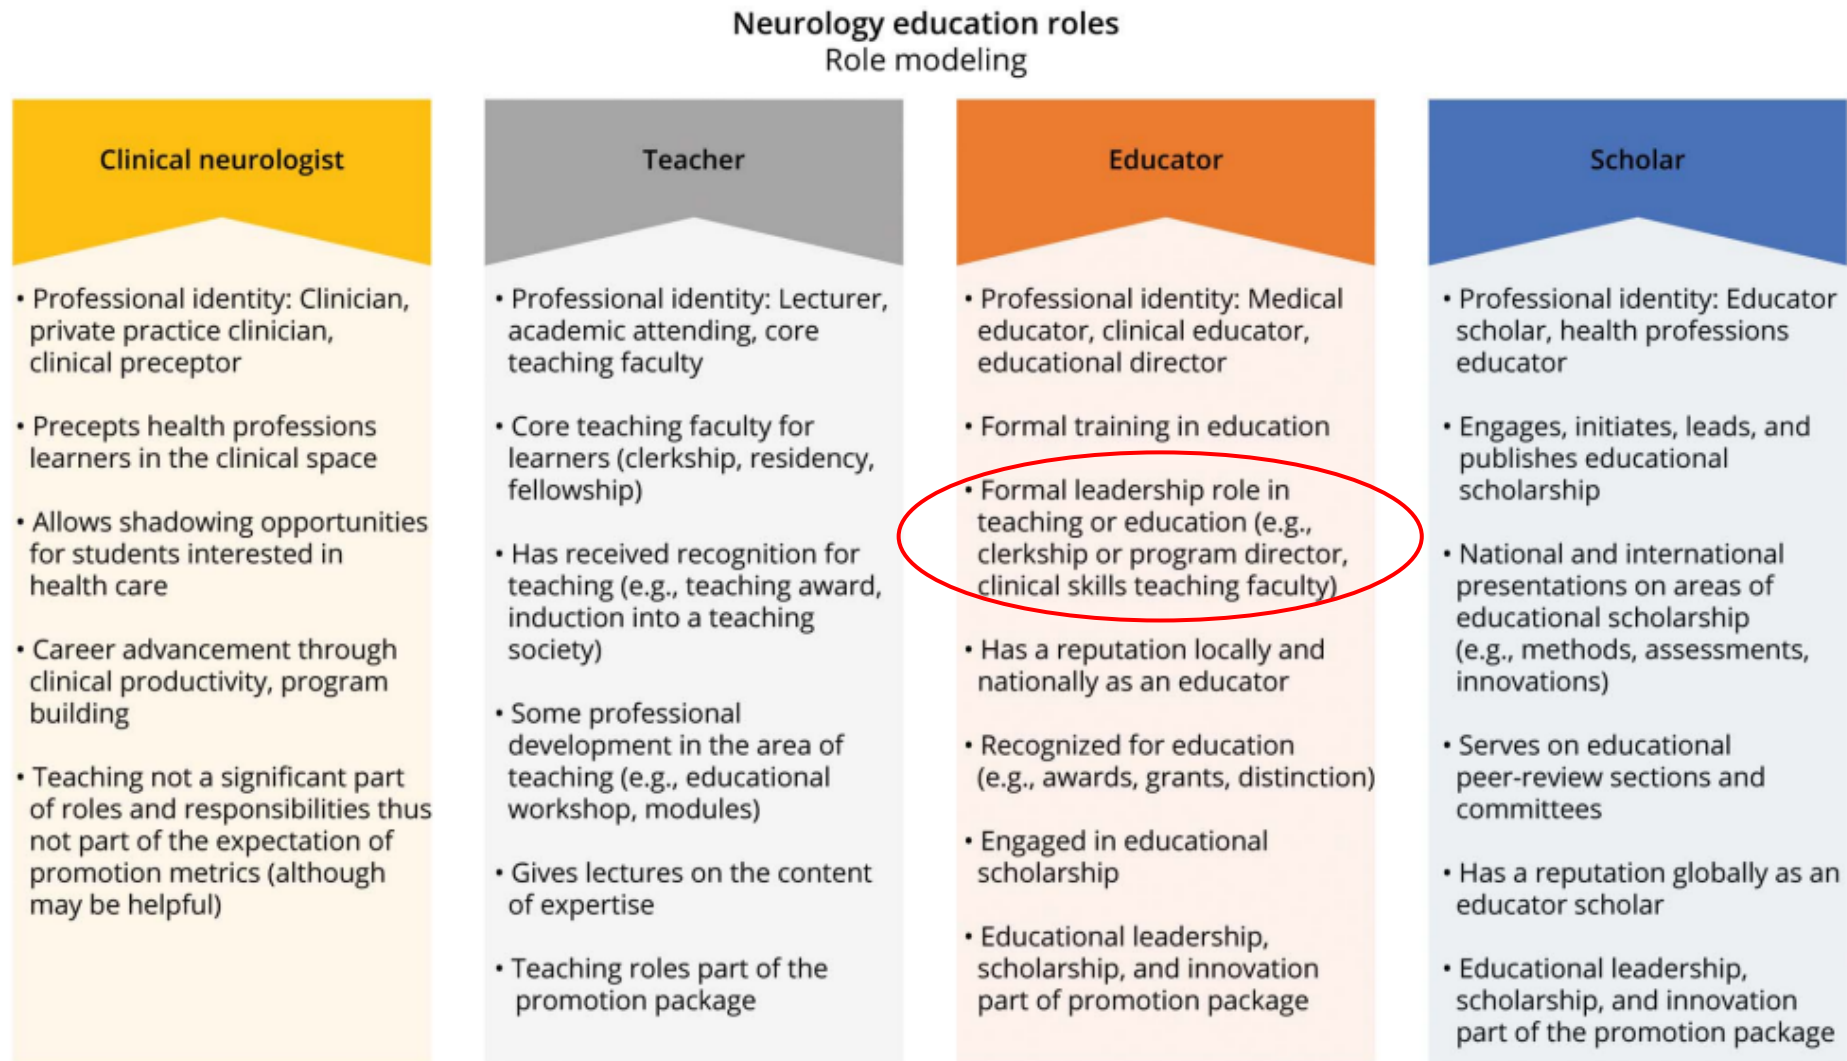 Neurology education roles
Role modeling
Clinical neurologist
• Professional identity: Clinician,
private practice clinician,
clinical preceptor
• Precepts health professions
learners in the clinical space
• Allows shadowing opportunities
for students interested in
health care
• Career advancement through
clinical productivity, program
building
• Teaching not a significant part
of roles and responsibilities thus
not part of the expectation of
promotion metrics (although
may be helpful)
Teacher
• Professional identity: Lecturer,
academic attending, core
teaching faculty
• Core teaching faculty for
learners (clerkship, residency,
fellowship)
• Has received recognition for
teaching (e.g., teaching award,
induction into a teaching
society)
• Some professional
development in the area of
teaching (e.g., educational
workshop, modules)
• Gives lectures on the content
of expertise
• Teaching roles part of the
promotion package
Educator
• Professional identity: Medical
educator, clinical educator,
educational director
• Formal training in education
• Formal leadership role in
teaching or education (e.g.,
clerkship or program director,
clinical skills teaching faculty)
• Has a reputation locally and
nationally as an educator
• Recognized for education
(e.g., awards, grants, distinction)
• Engaged in educational
scholarship
• Educational leadership,
scholarship, and innovation
part of promotion package
Scholar
• Professional identity: Educator
scholar, health professions
educator
• Engages, initiates, leads, and
publishes educational
scholarship
• National and international
presentations on areas of
educational scholarship
(e.g., methods, assessments,
innovations)
• Serves on educational
peer-review sections and
committees
• Has a reputation globally as an
educator scholar
• Educational leadership,
scholarship, and innovation
part of the promotion package